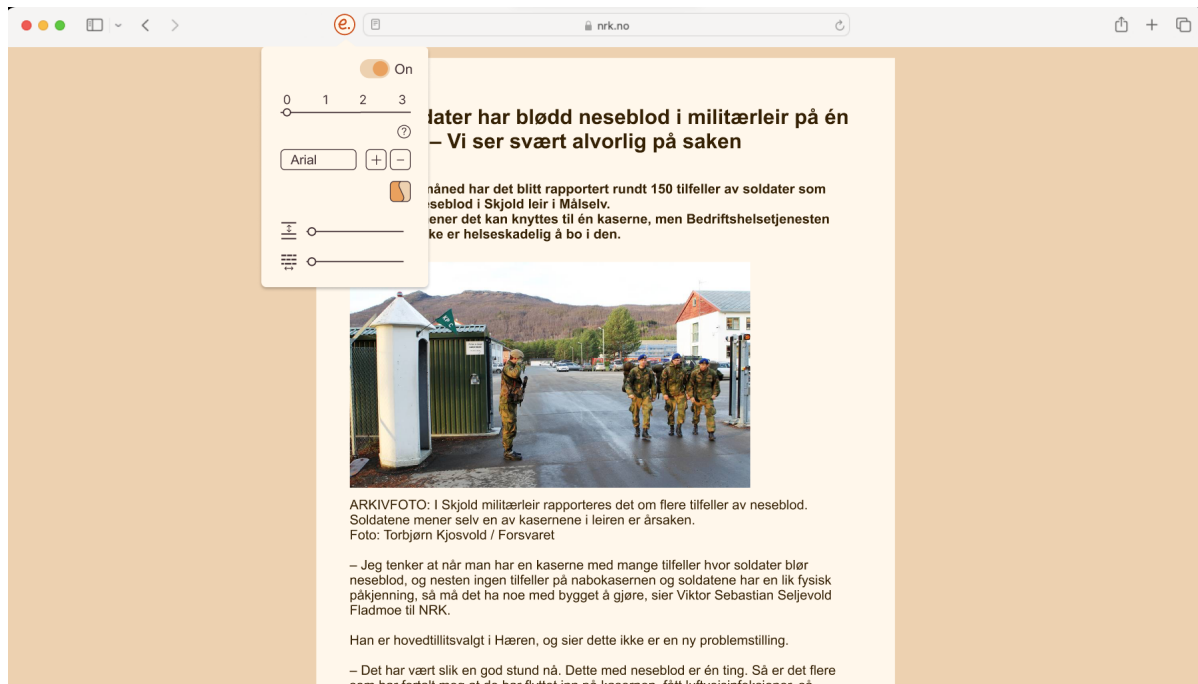 e.
nrk.no
On
0 1 2 3
?
Arial + −
dater har blødd neseblod i militærleir på én
– Vi ser svært alvorlig på saken
måned har det blitt rapportert rundt 150 tilfeller av soldater som
seblod i Skjold leir i Målselv.
ener det kan knyttes til én kaserne, men Bedriftshelsetjenesten
ke er helseskadelig å bo i den.
ARKIVFOTO: I Skjold militærleir rapporteres det om flere tilfeller av neseblod.
Soldatene mener selv en av kasernene i leiren er årsaken.
Foto: Torbjørn Kjosvold / Forsvaret
– Jeg tenker at når man har en kaserne med mange tilfeller hvor soldater blør
neseblod, og nesten ingen tilfeller på nabokasernen og soldatene har en lik fysisk
påkjenning, så må det ha noe med bygget å gjøre, sier Viktor Sebastian Seljevold
Fladmoe til NRK.
Han er hovedtillitsvalgt i Hæren, og sier dette ikke er en ny problemstilling.
– Det har vært slik en god stund nå. Dette med neseblod er én ting. Så er det flere